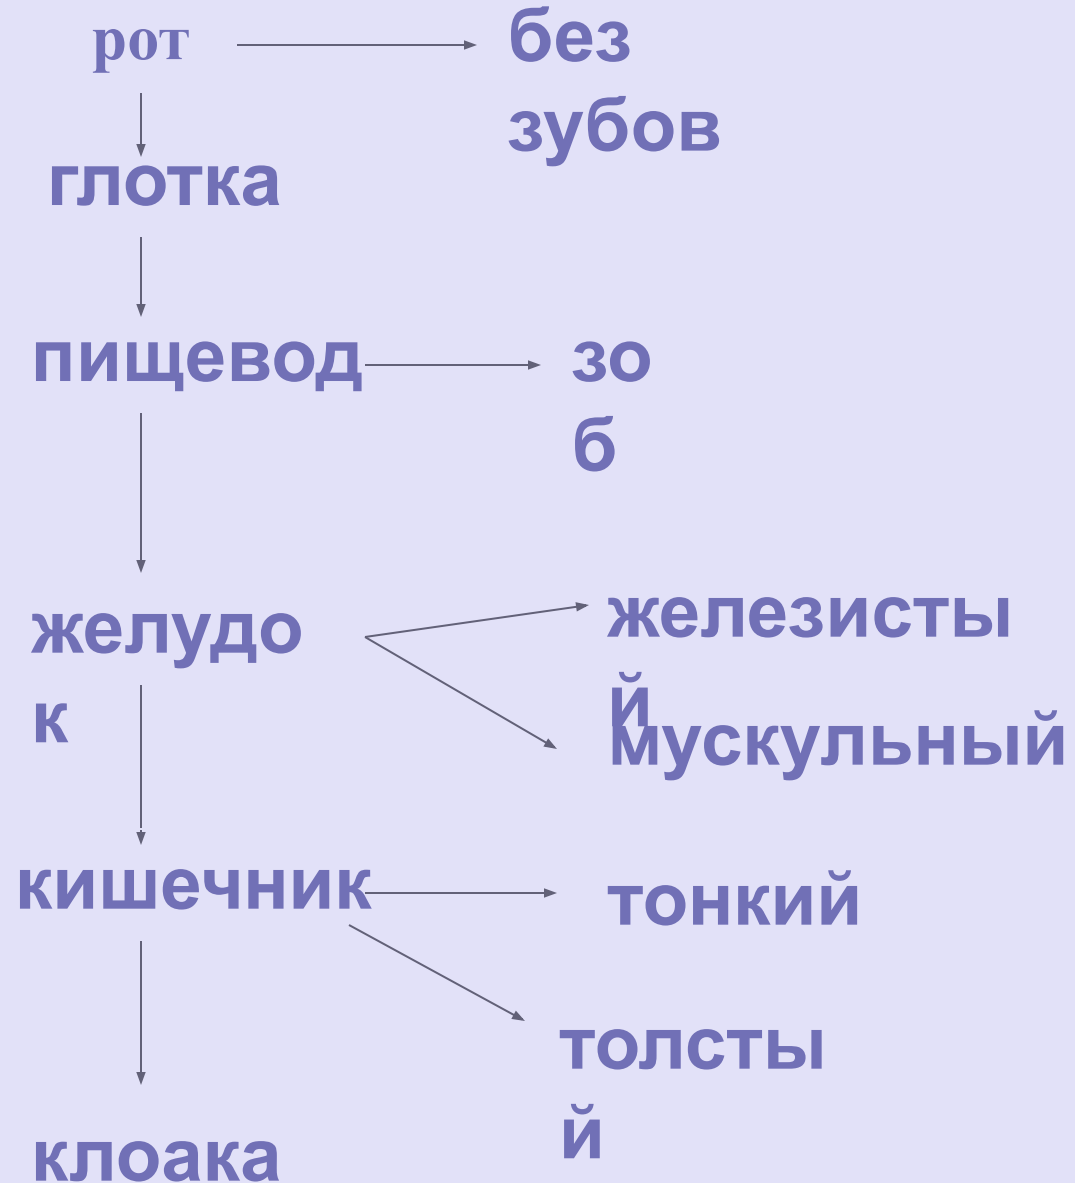 рот
без
зубов
глотка
пищевод
зо
б
желудо
к
железисты
й
мускульный
кишечник
тонкий
толсты
й
клоака